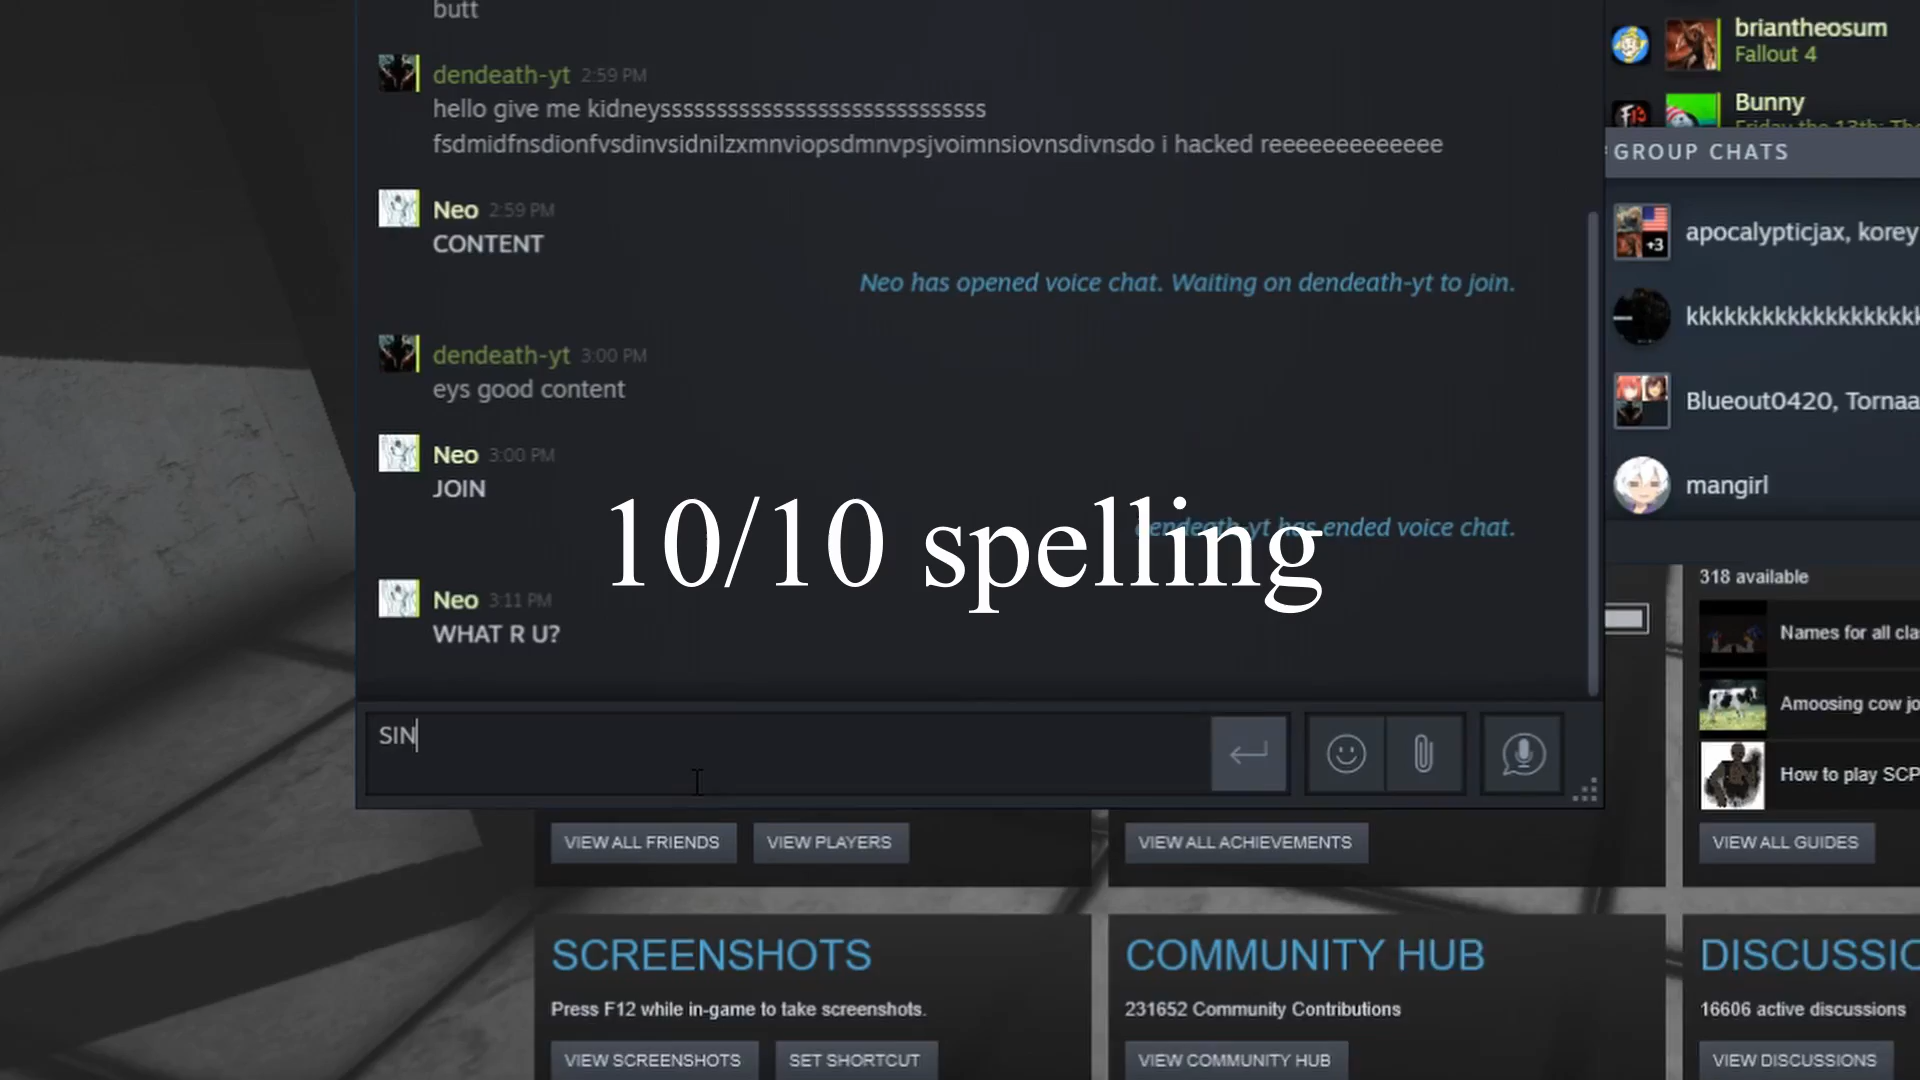 butt
dendeath-yt 2:59 PM
hello give me kidneysssssssssssssssssssssssssssss
fsdmidfnsdionfvsdinvsidnilzxmnviopsdmnvpsjvoimnsiovnsdivnsdo i hacked reeeeeeeeeeeee
Neo 2:59 PM
CONTENT
Neo has opened voice chat. Waiting on dendeath-yt to join.
dendeath-yt 3:00 PM
eys good content
Neo 3:00 PM
JOIN
dendeath-yt has ended voice chat.
10/10 spelling
Neo 3:11 PM
WHAT R U?
SIN
briantheosum
Fallout 4
Bunny
Friday the 13th: The
GROUP CHATS
+3
apocalypticjax, korey
kkkkkkkkkkkkkkkkkkk
Blueout0420, Tornaa
mangirl
318 available
Names for all cla
Amoosing cow jo
How to play SCP
VIEW ALL FRIENDS
VIEW PLAYERS
VIEW ALL ACHIEVEMENTS
VIEW ALL GUIDES
SCREENSHOTS
Press F12 while in-game to take screenshots.
VIEW SCREENSHOTS
SET SHORTCUT
COMMUNITY HUB
231652 Community Contributions
VIEW COMMUNITY HUB
DISCUSSIO
16606 active discussions
VIEW DISCUSSIONS